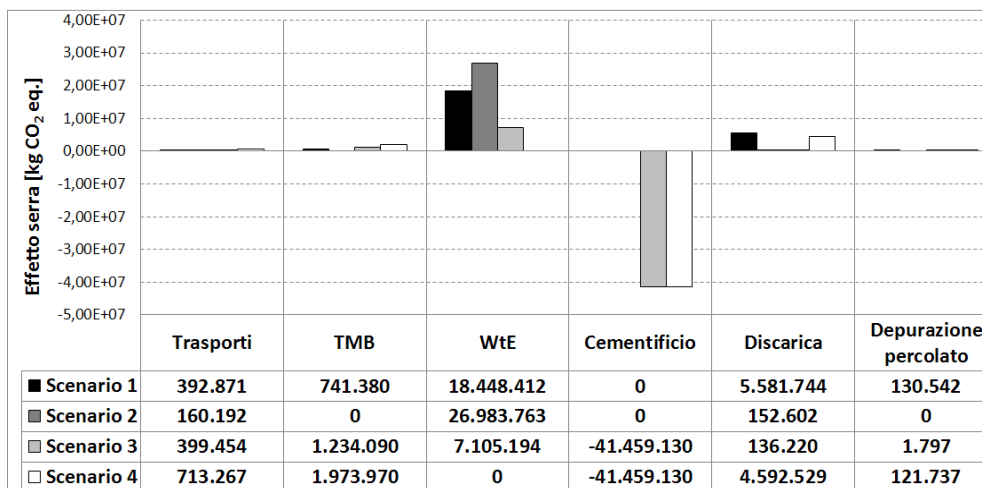 Effetto serra [kg CO₂ eq.]
4,00E+07
3,00E+07
2,00E+07
1,00E+07
0,00E+00
-1,00E+07
-2,00E+07
-3,00E+07
-4,00E+07
-5,00E+07
Trasporti TMB WtE Cementificio Discarica Depurazione
percolato
Scenario 1 392.871 741.380 18.448.412 0 5.581.744 130.542
Scenario 2 160.192 0 26.983.763 0 152.602 0
Scenario 3 399.454 1.234.090 7.105.194 -41.459.130 136.220 1.797
Scenario 4 713.267 1.973.970 0 -41.459.130 4.592.529 121.737